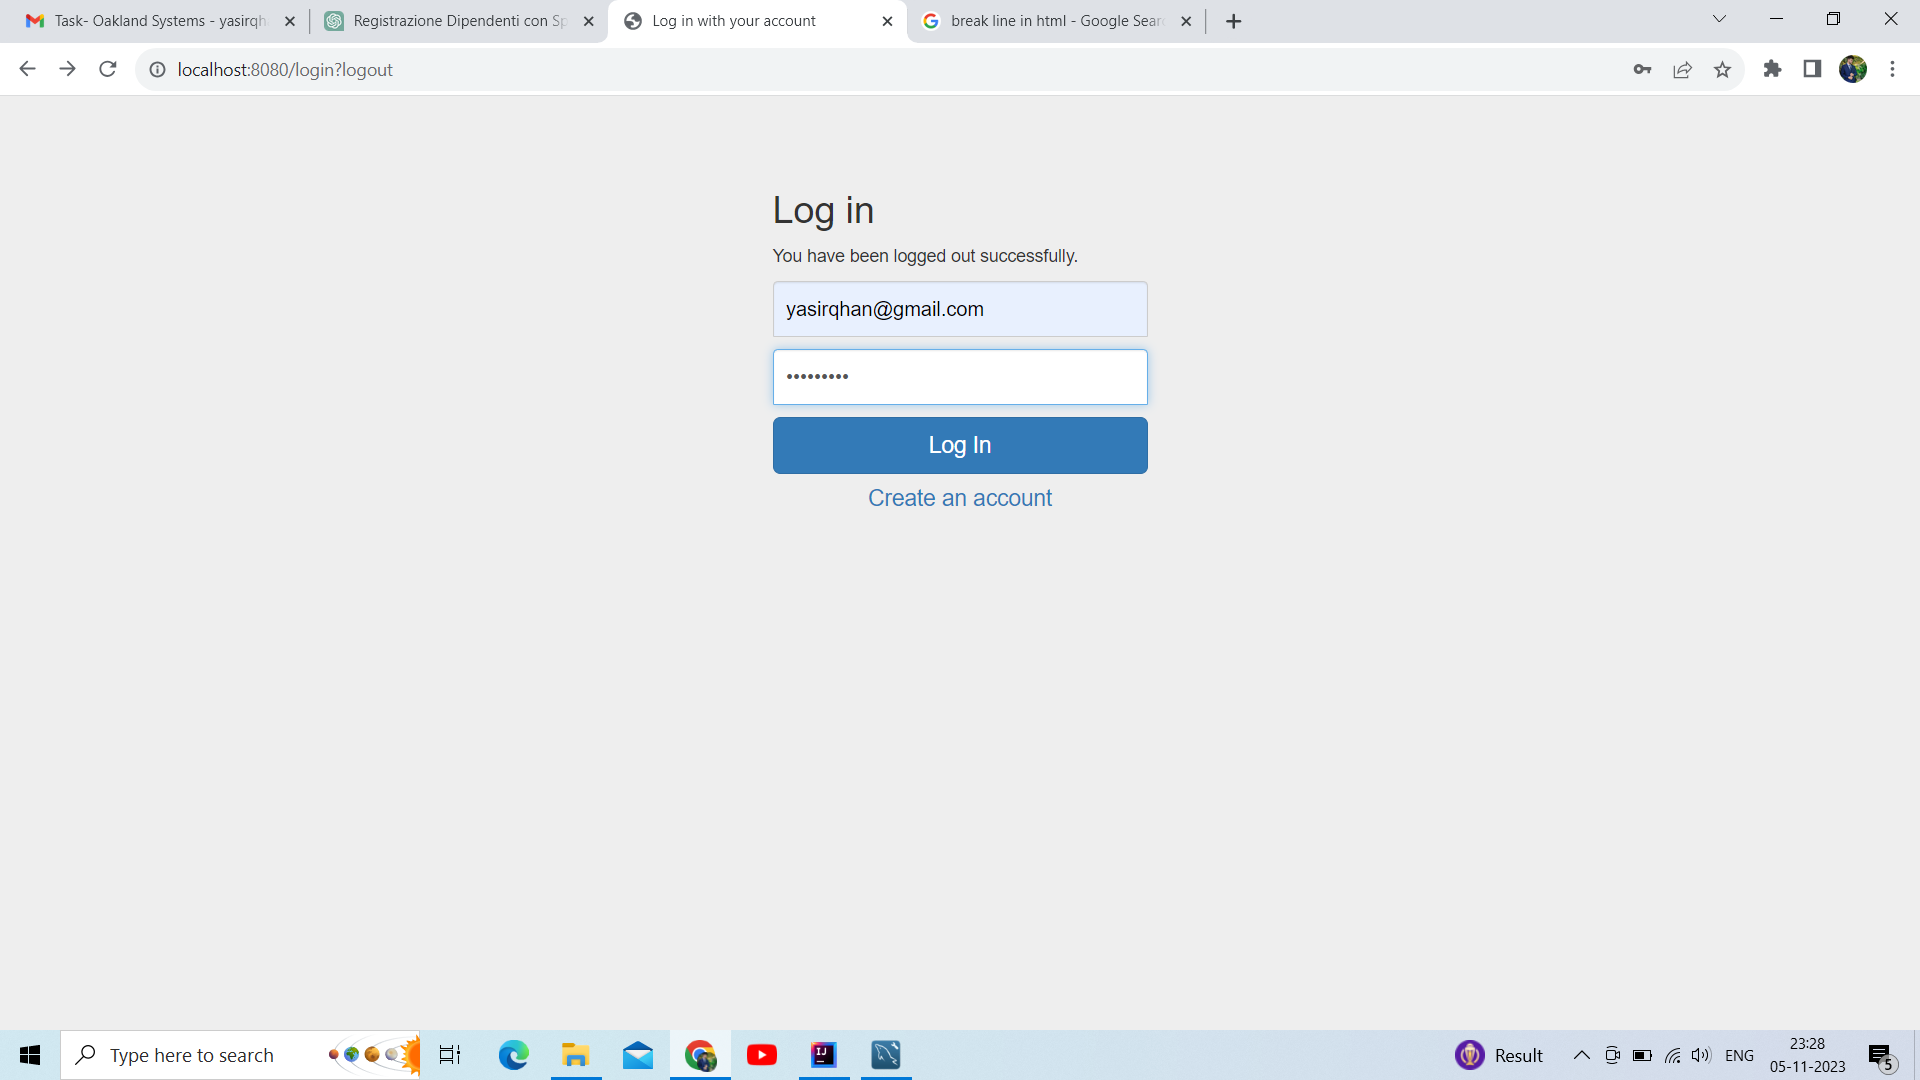 Task- Oakland Systems - yasirqh
Registrazione Dipendenti con Sp
Log in with your account
break line in html - Google Sear
localhost:8080/login?logout
Log in
You have been logged out successfully.
yasirqhan@gmail.com
•••••••••
Log In
Create an account
Type here to search
IJ
Result
ENG
23:28
05-11-2023
5